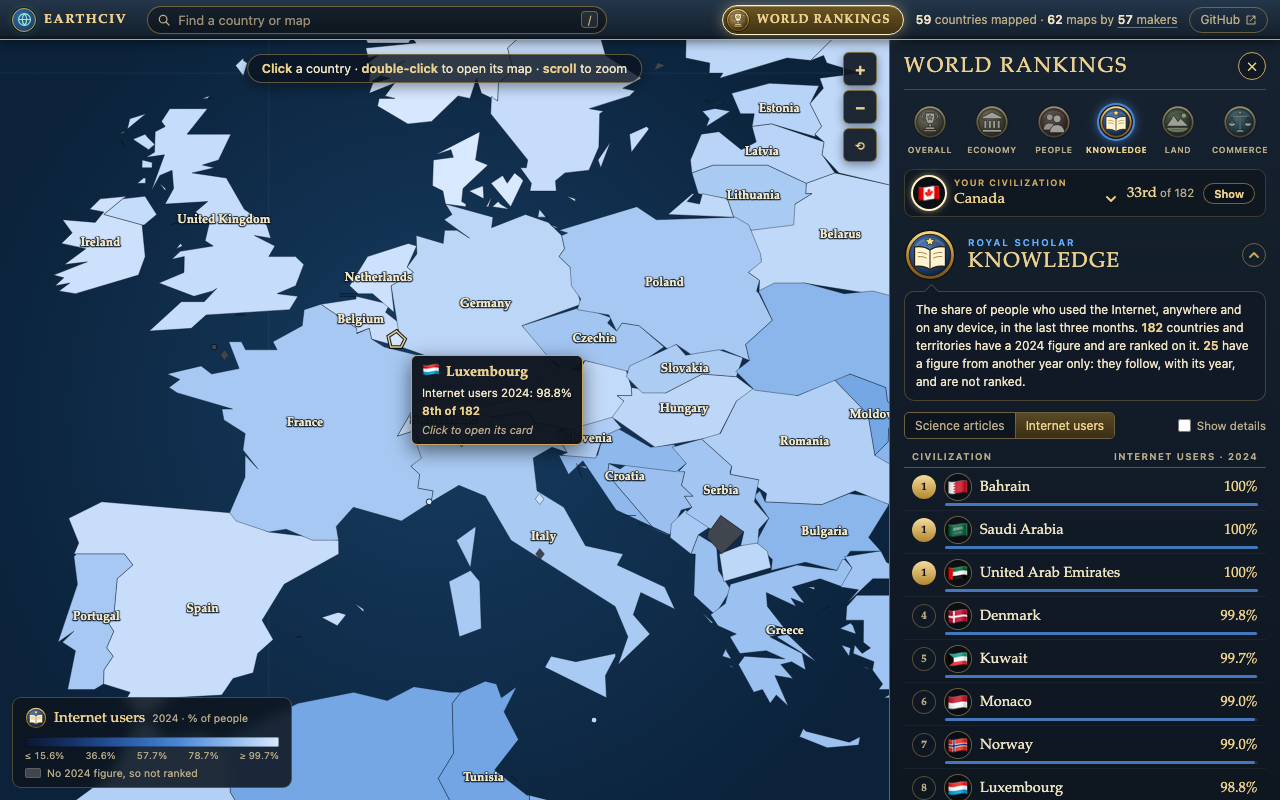 EARTHCIV
Find a country or map
/
WORLD RANKINGS
59 countries mapped · 62 maps by 57 makers
GitHub
Click a country · double-click to open its map · scroll to zoom
+
−
Estonia
Latvia
Lithuania
Belarus
United Kingdom
Ireland
Netherlands
Poland
Germany
Belgium
Czechia
Slovakia
Hungary
France
Moldov
Romania
venia
Croatia
Serbia
Bulgaria
Italy
Portugal
Spain
Greece
Tunisia
Luxembourg
Internet users 2024: 98.8%
8th of 182
Click to open its card
Internet users 2024 · % of people
≤ 15.6% 36.6% 57.7% 78.7% ≥ 99.7%
No 2024 figure, so not ranked
WORLD RANKINGS
OVERALL ECONOMY PEOPLE KNOWLEDGE LAND COMMERCE
YOUR CIVILIZATION
Canada
33rd of 182
Show
ROYAL SCHOLAR
KNOWLEDGE
The share of people who used the Internet, anywhere and
on any device, in the last three months. 182 countries and
territories have a 2024 figure and are ranked on it. 25 have
a figure from another year only: they follow, with its year,
and are not ranked.
Science articles Internet users Show details
CIVILIZATION INTERNET USERS · 2024
1 Bahrain 100%
1 Saudi Arabia 100%
1 United Arab Emirates 100%
4 Denmark 99.8%
5 Kuwait 99.7%
6 Monaco 99.0%
7 Norway 99.0%
8 Luxembourg 98.8%